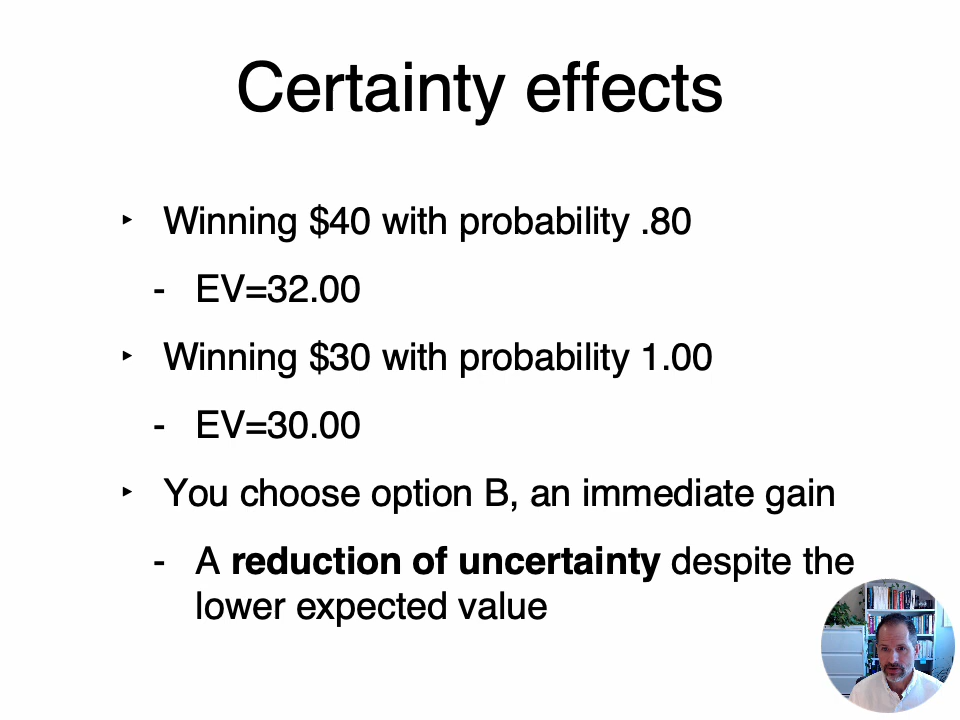 Certainty effects
‣ Winning $40 with probability .80
- EV=32.00
‣ Winning $30 with probability 1.00
- EV=30.00
‣ You choose option B, an immediate gain
- A reduction of uncertainty despite the
lower expected value